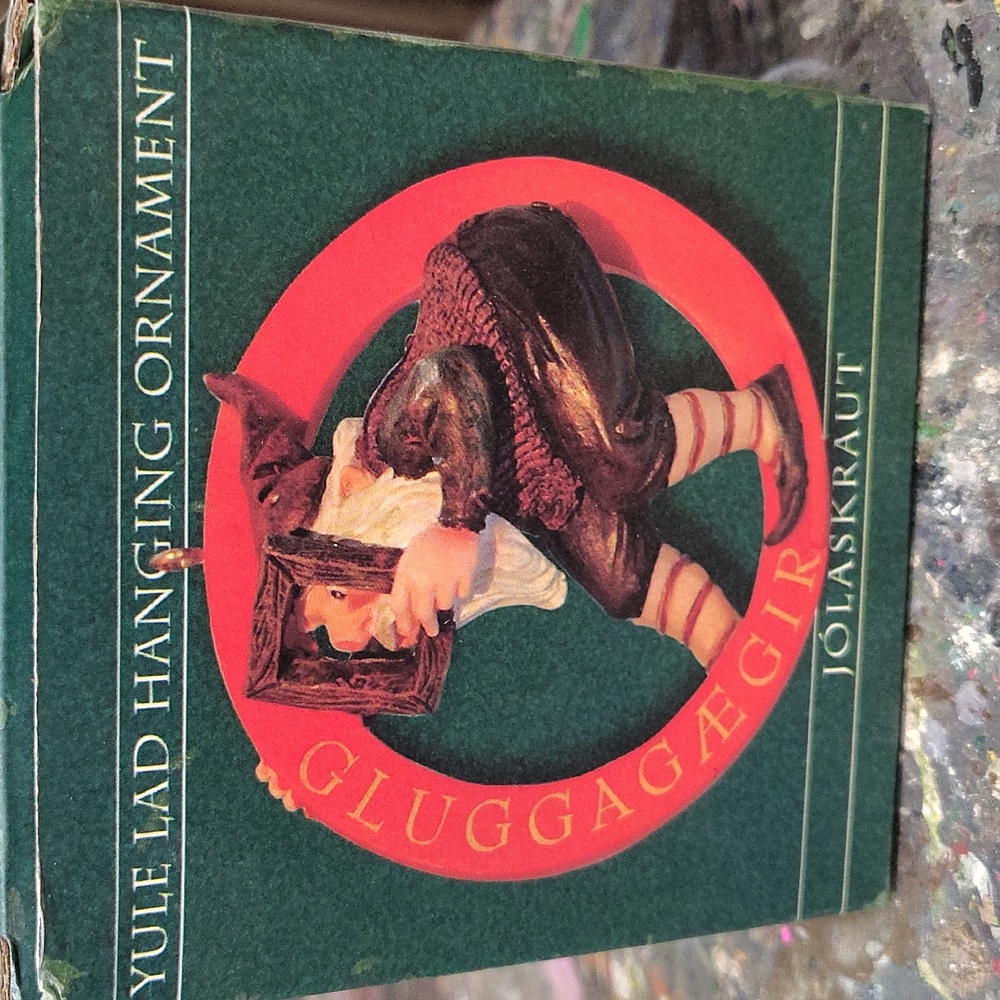 YULE LAD HANGING ORNAMENT
GLUGGAGÆGIR
JÓLASKRAUT